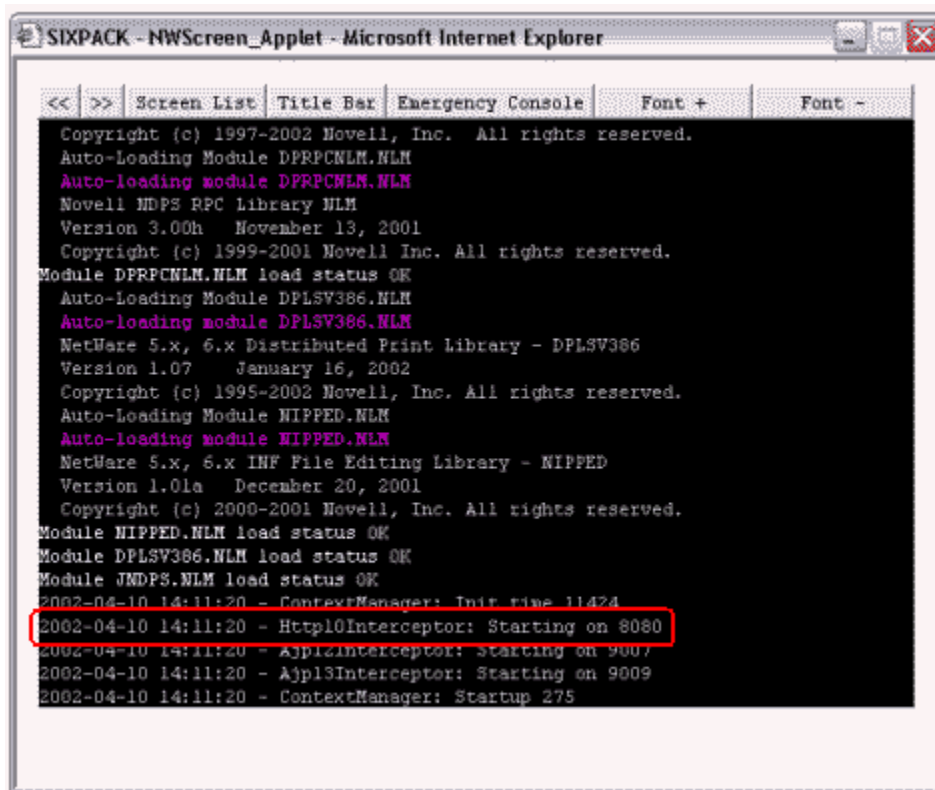 SIXPACK - NWScreen_Applet - Microsoft Internet Explorer
<< >> Screen List Title Bar Emergency Console Font + Font -
Copyright (c) 1997-2002 Novell, Inc. All rights reserved.
Auto-Loading Module DPRPCNLM.NLM
Auto-loading module DPRPCNLM.NLM
Novell NDPS RPC Library NLM
Version 3.00h November 13, 2001
Copyright (c) 1999-2001 Novell Inc. All rights reserved.
Module DPRPCNLM.NLM load status OK
Auto-Loading Module DPLSV386.NLM
Auto-loading module DPLSV386.NLM
NetWare 5.x, 6.x Distributed Print Library - DPLSV386
Version 1.07 January 16, 2002
Copyright (c) 1995-2002 Novell, Inc. All rights reserved.
Auto-Loading Module NIPPED.NLM
Auto-loading module NIPPED.NLM
NetWare 5.x, 6.x INF File Editing Library - NIPPED
Version 1.01a December 20, 2001
Copyright (c) 2000-2001 Novell, Inc. All rights reserved.
Module NIPPED.NLM load status OK
Module DPLSV386.NLM load status OK
Module JNDPS.NLM load status OK
2002-04-10 14:11:20 - ContextManager: Init time 11424
2002-04-10 14:11:20 - Http10Interceptor: Starting on 8080
2002-04-10 14:11:20 - Ajp12Interceptor: Starting on 9007
2002-04-10 14:11:20 - Ajp13Interceptor: Starting on 9009
2002-04-10 14:11:20 - ContextManager: Startup 275